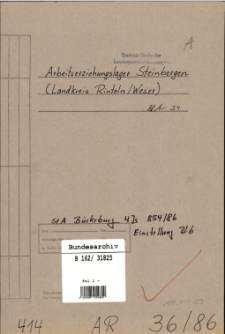 A
Arbeitserziehungslager Steinbergen
(Landkreis Rinteln/Weser)
StA Bückeburg 4 Js 854/86
Einstellung
Bundesarchiv
B 162/ 31825
414 AR 36/86